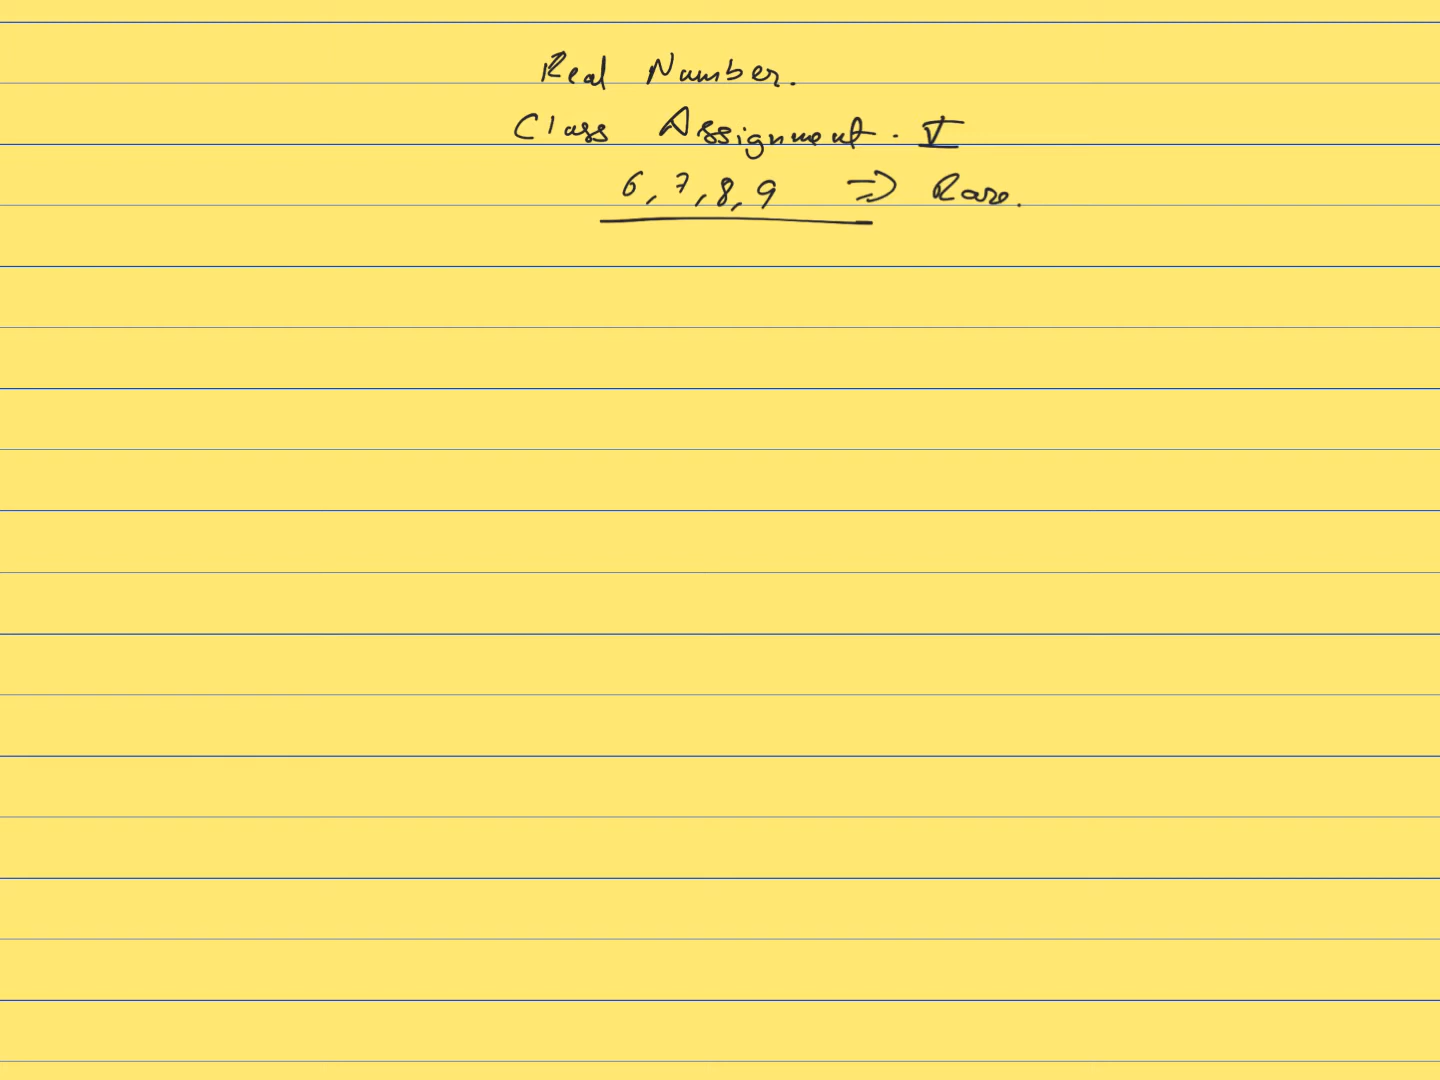 Real Number.
Class Assignment. V
6, 7, 8, 9 => Rare.